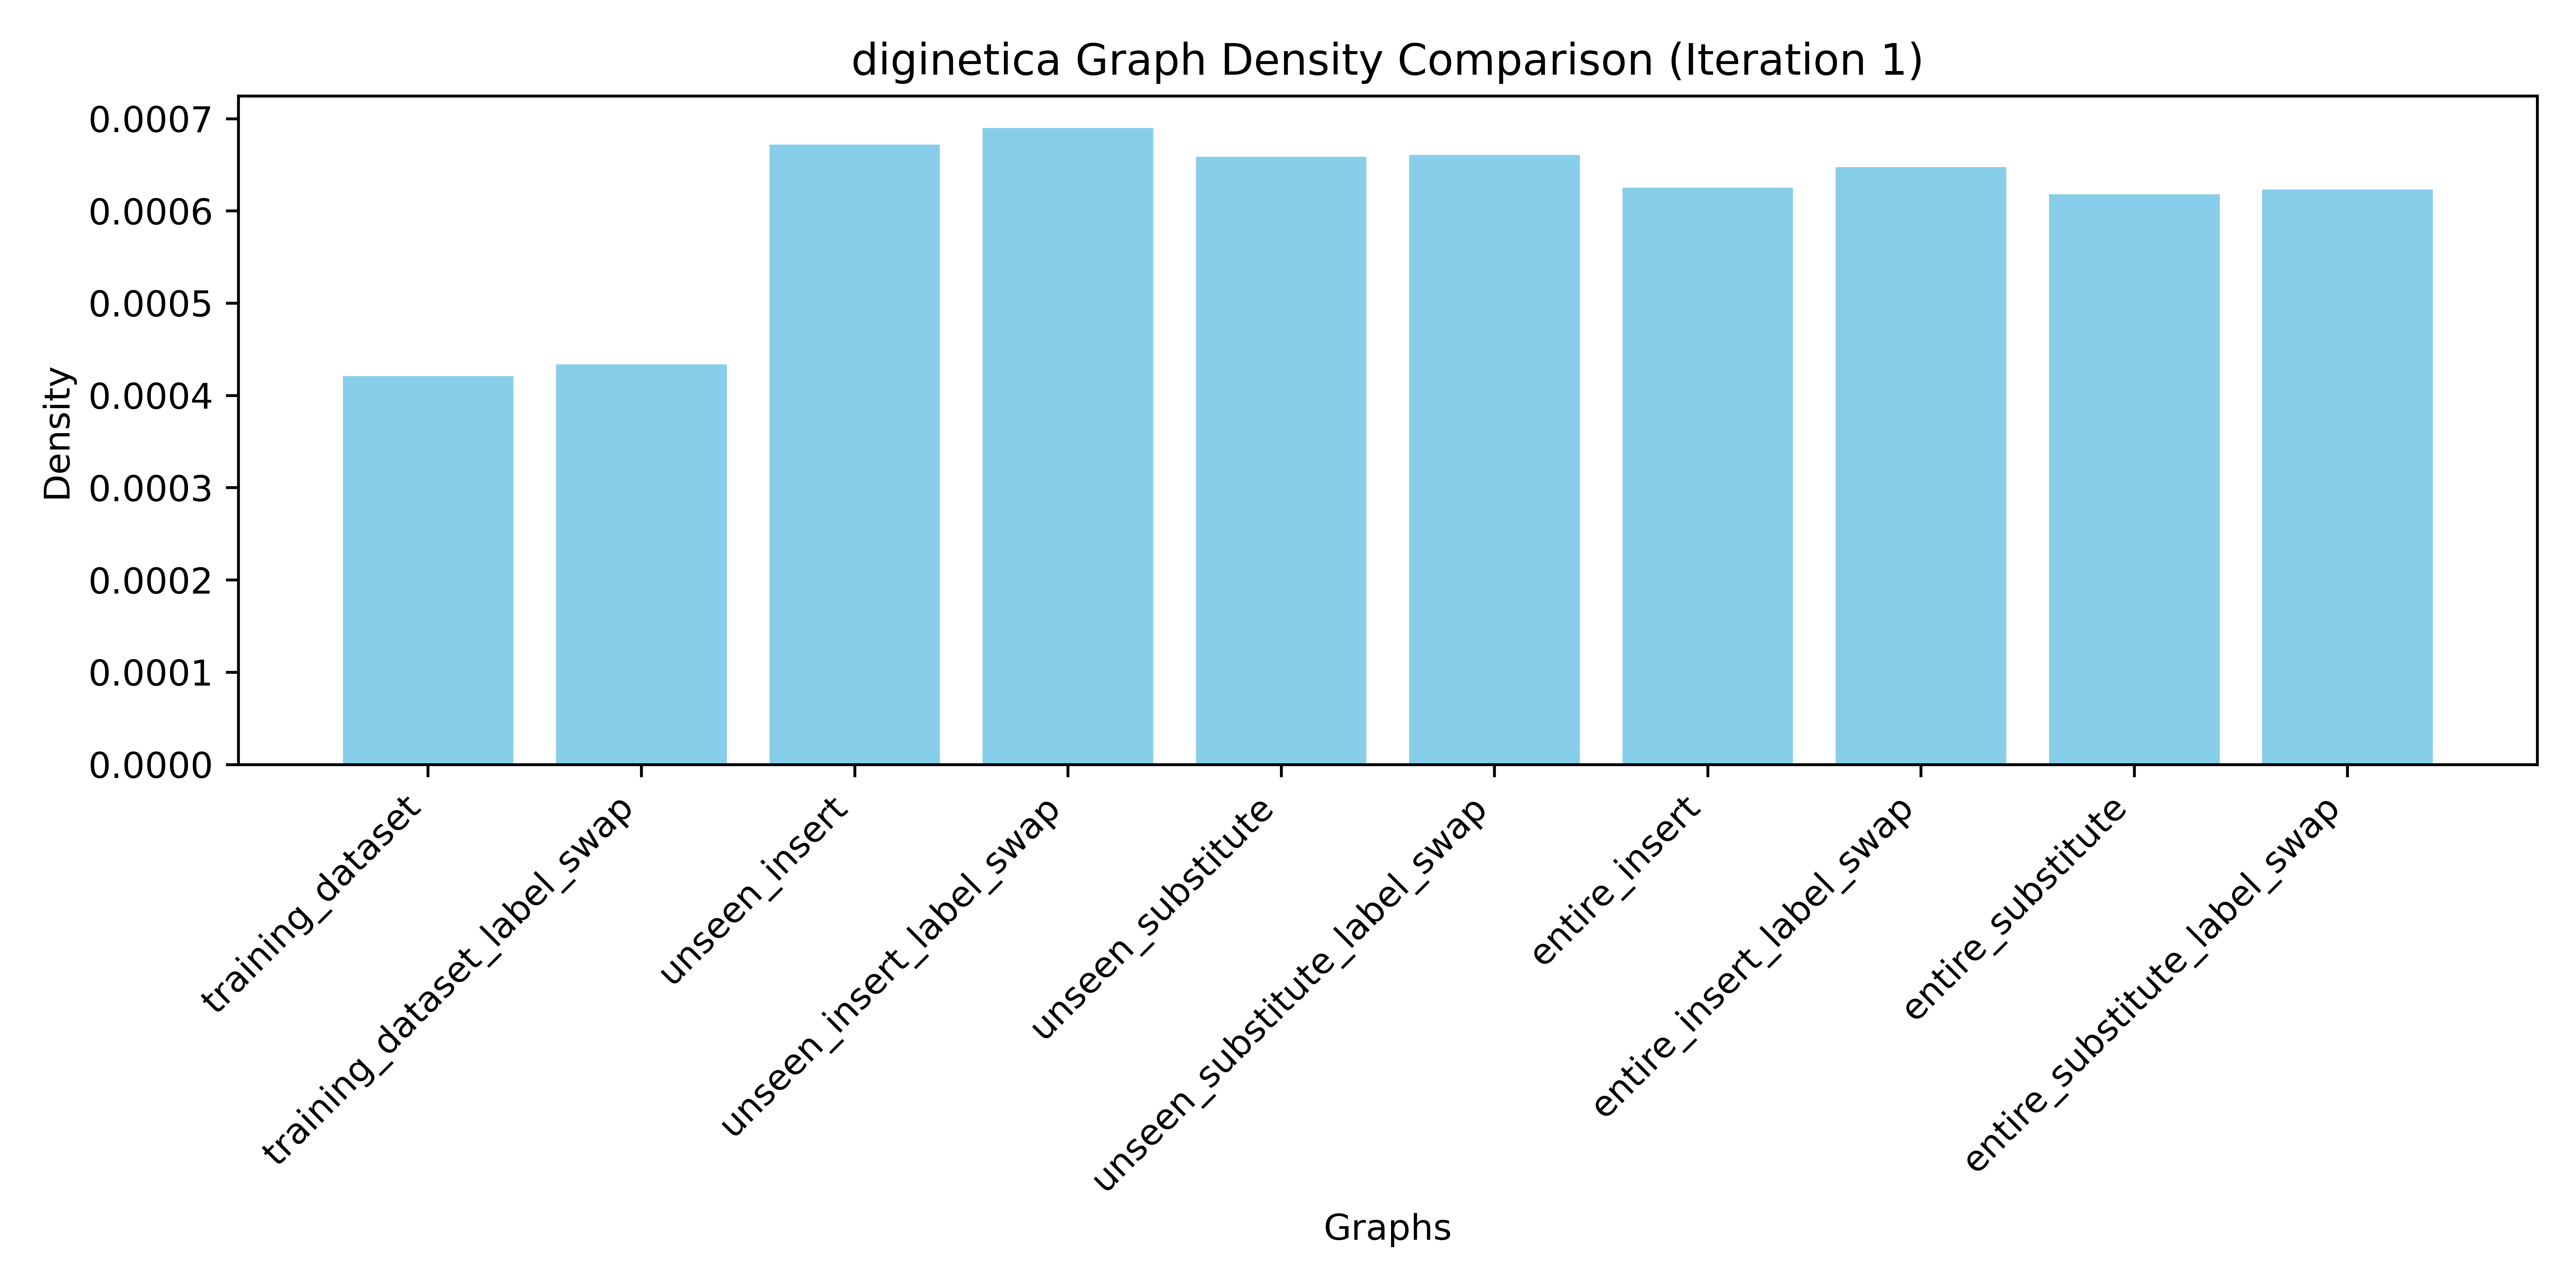 diginetica Graph Density Comparison (Iteration 1)
Density
0.0007
0.0006
0.0005
0.0004
0.0003
0.0002
0.0001
0.0000
training_dataset
training_dataset_label_swap
unseen_insert
unseen_insert_label_swap
unseen_substitute
unseen_substitute_label_swap
entire_insert
entire_insert_label_swap
entire_substitute
entire_substitute_label_swap
Graphs